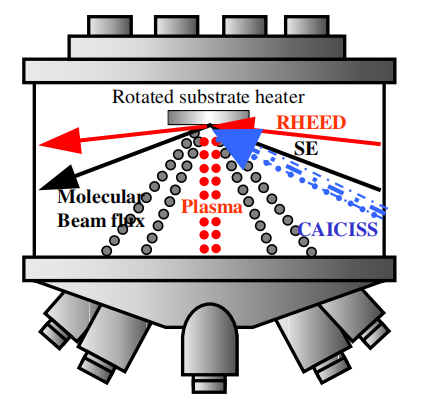 Rotated substrate heater
RHEED
SE
Molecular
Beam flux
Plasma
CAICISS